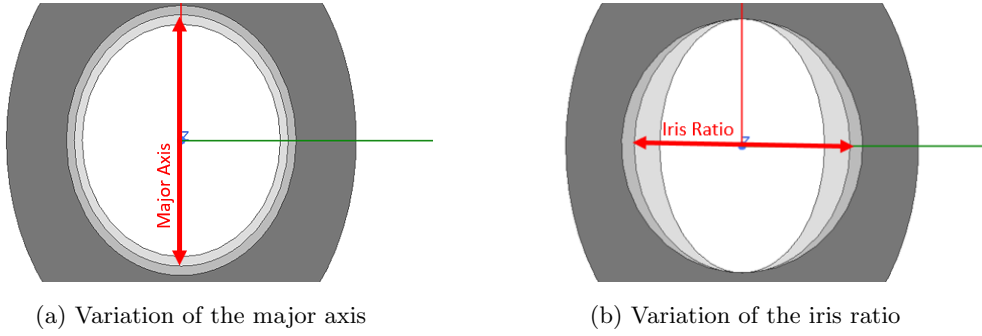 Z
Major Axis
Iris Ratio
Z
(a) Variation of the major axis
(b) Variation of the iris ratio